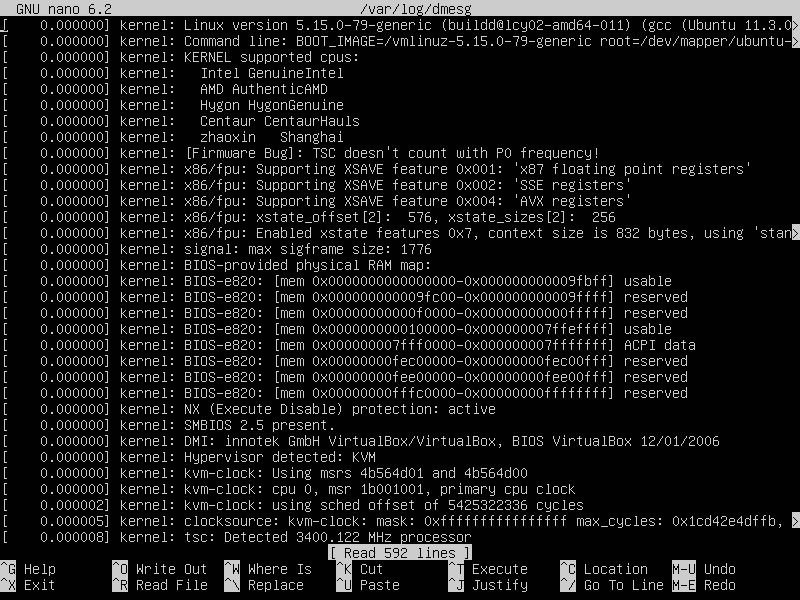 GNU nano 6.2 /var/log/dmesg
[    0.000000] kernel: Linux version 5.15.0-79-generic (buildd@lcy02-amd64-011) (gcc (Ubuntu 11.3.0>
[    0.000000] kernel: Command line: BOOT_IMAGE=/vmlinuz-5.15.0-79-generic root=/dev/mapper/ubuntu->
[    0.000000] kernel: KERNEL supported cpus:
[    0.000000] kernel:   Intel GenuineIntel
[    0.000000] kernel:   AMD AuthenticAMD
[    0.000000] kernel:   Hygon HygonGenuine
[    0.000000] kernel:   Centaur CentaurHauls
[    0.000000] kernel:   zhaoxin   Shanghai
[    0.000000] kernel: [Firmware Bug]: TSC doesn't count with P0 frequency!
[    0.000000] kernel: x86/fpu: Supporting XSAVE feature 0x001: 'x87 floating point registers'
[    0.000000] kernel: x86/fpu: Supporting XSAVE feature 0x002: 'SSE registers'
[    0.000000] kernel: x86/fpu: Supporting XSAVE feature 0x004: 'AVX registers'
[    0.000000] kernel: x86/fpu: xstate_offset[2]:  576, xstate_sizes[2]:  256
[    0.000000] kernel: x86/fpu: Enabled xstate features 0x7, context size is 832 bytes, using 'stan>
[    0.000000] kernel: signal: max sigframe size: 1776
[    0.000000] kernel: BIOS-provided physical RAM map:
[    0.000000] kernel: BIOS-e820: [mem 0x0000000000000000-0x000000000009fbff] usable
[    0.000000] kernel: BIOS-e820: [mem 0x000000000009fc00-0x000000000009ffff] reserved
[    0.000000] kernel: BIOS-e820: [mem 0x00000000000f0000-0x00000000000fffff] reserved
[    0.000000] kernel: BIOS-e820: [mem 0x0000000000100000-0x000000007ffeffff] usable
[    0.000000] kernel: BIOS-e820: [mem 0x000000007fff0000-0x000000007fffffff] ACPI data
[    0.000000] kernel: BIOS-e820: [mem 0x00000000fec00000-0x00000000fec00fff] reserved
[    0.000000] kernel: BIOS-e820: [mem 0x00000000fee00000-0x00000000fee00fff] reserved
[    0.000000] kernel: BIOS-e820: [mem 0x00000000fffc0000-0x00000000ffffffff] reserved
[    0.000000] kernel: NX (Execute Disable) protection: active
[    0.000000] kernel: SMBIOS 2.5 present.
[    0.000000] kernel: DMI: innotek GmbH VirtualBox/VirtualBox, BIOS VirtualBox 12/01/2006
[    0.000000] kernel: Hypervisor detected: KVM
[    0.000000] kernel: kvm-clock: Using msrs 4b564d01 and 4b564d00
[    0.000000] kernel: kvm-clock: cpu 0, msr 1b001001, primary cpu clock
[    0.000002] kernel: kvm-clock: using sched offset of 5425322336 cycles
[    0.000005] kernel: clocksource: kvm-clock: mask: 0xffffffffffffffff max_cycles: 0x1cd42e4dffb, >
[    0.000008] kernel: tsc: Detected 3400.122 MHz processor
[ Read 592 lines ]
^G Help ^O Write Out ^W Where Is ^K Cut ^T Execute ^C Location M-U Undo
^X Exit ^R Read File ^\ Replace ^U Paste ^J Justify ^/ Go To Line M-E Redo